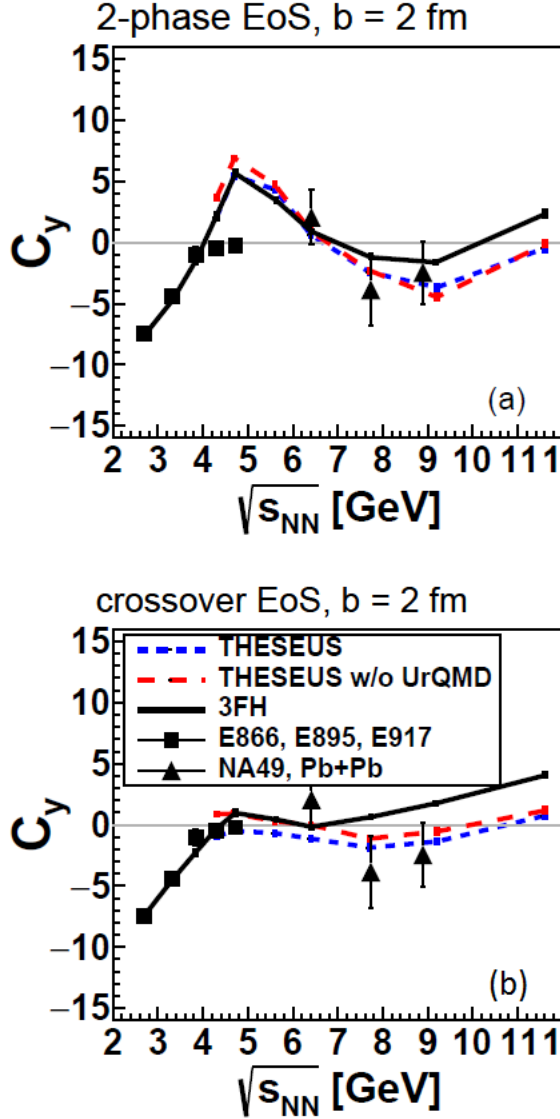 2-phase EoS, b = 2 fm
15
10
5
0
−5
−10
−15
C_y
(a)
2 3 4 5 6 7 8 9 10 11
√s_NN [GeV]
crossover EoS, b = 2 fm
15
10
5
0
−5
−10
−15
C_y
THESEUS
THESEUS w/o UrQMD
3FH
E866, E895, E917
NA49, Pb+Pb
(b)
2 3 4 5 6 7 8 9 10 11
√s_NN [GeV]